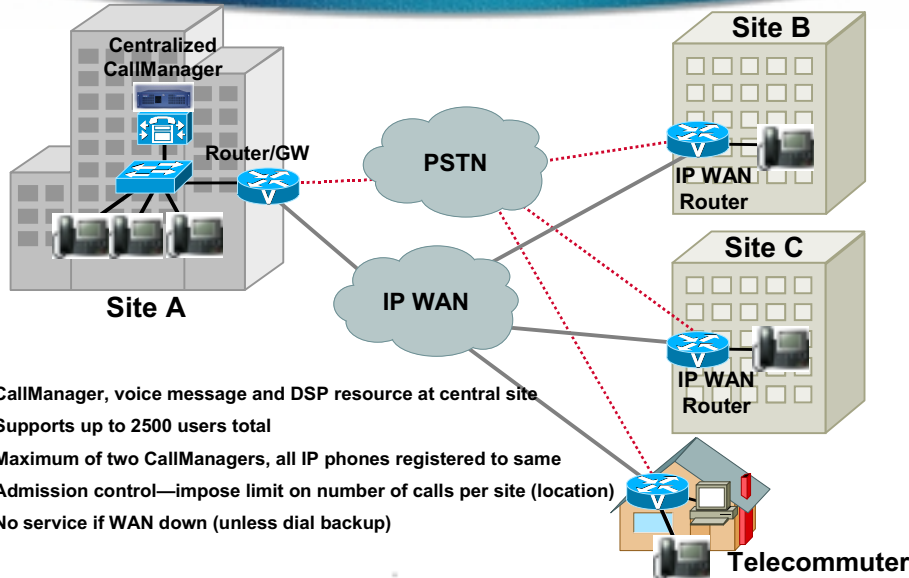 Centralized
CallManager
Router/GW
Site A
PSTN
IP WAN
Site B
V
IP WAN
Router
Site C
V
IP WAN
Router
V
V
Telecommuter
CallManager, voice message and DSP resource at central site
Supports up to 2500 users total
Maximum of two CallManagers, all IP phones registered to same
Admission control—impose limit on number of calls per site (location)
No service if WAN down (unless dial backup)